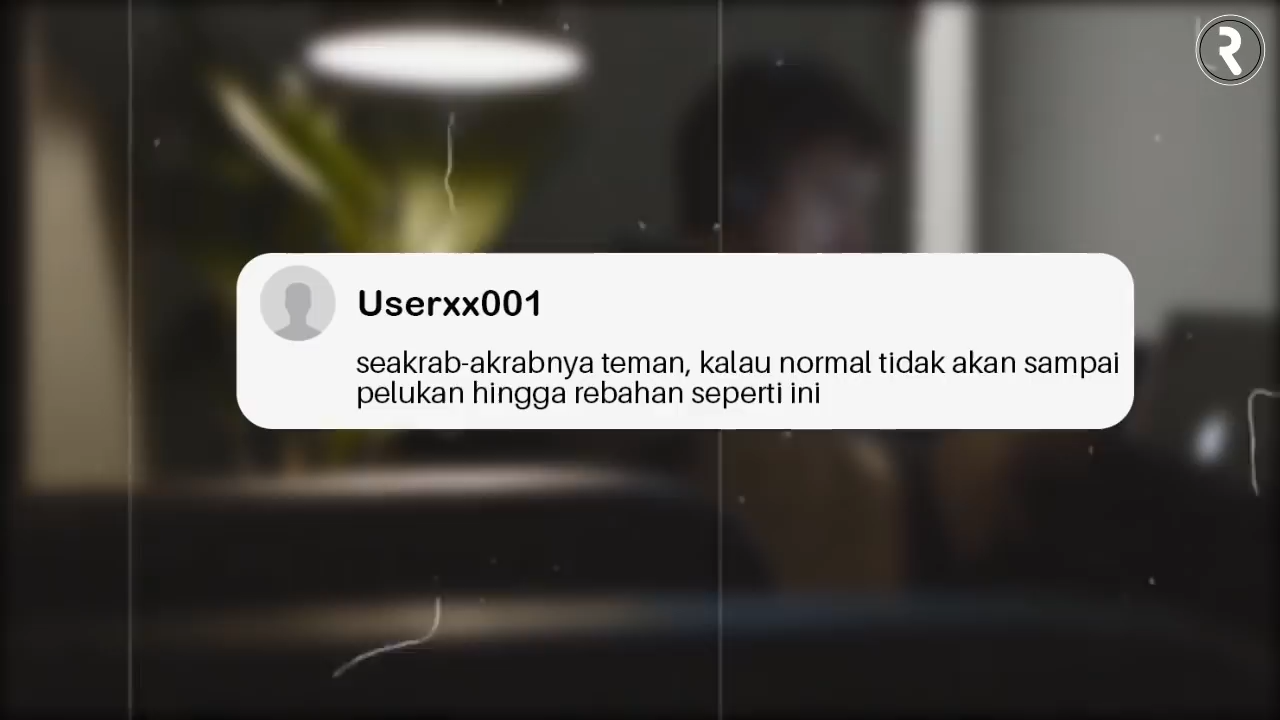 R
Userxx001
seakrab-akrabnya teman, kalau normal tidak akan sampai
pelukan hingga rebahan seperti ini